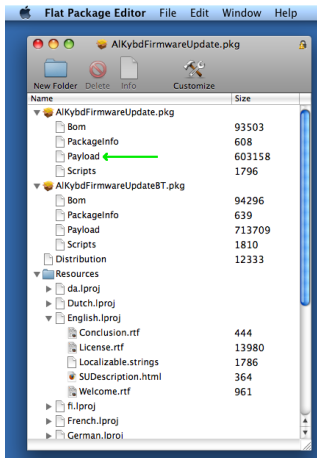 Flat Package Editor File Edit Window Help
AlKybdFirmwareUpdate.pkg
New Folder Delete Info Customize
Name Size
AlKybdFirmwareUpdate.pkg
Bom 93503
PackageInfo 608
Payload 603158
Scripts 1796
AlKybdFirmwareUpdateBT.pkg
Bom 94296
PackageInfo 639
Payload 713709
Scripts 1810
Distribution 12333
Resources
da.lproj
Dutch.lproj
English.lproj
Conclusion.rtf 444
License.rtf 13980
Localizable.strings 1786
SUDescription.html 364
Welcome.rtf 961
fi.lproj
French.lproj
German.lproj